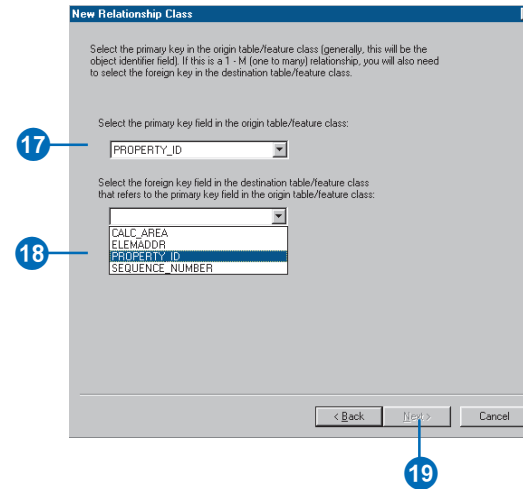 New Relationship Class
Select the primary key in the origin table/feature class (generally, this will be the
object identifier field). If this is a 1 - M (one to many) relationship, you will also need
to select the foreign key in the destination table/feature class.
Select the primary key field in the origin table/feature class:
17
PROPERTY_ID
Select the foreign key field in the destination table/feature class
that refers to the primary key field in the origin table/feature class:
CALC_AREA
ELEMADDR
18
PROPERTY_ID
SEQUENCE_NUMBER
< Back
Next >
Cancel
19